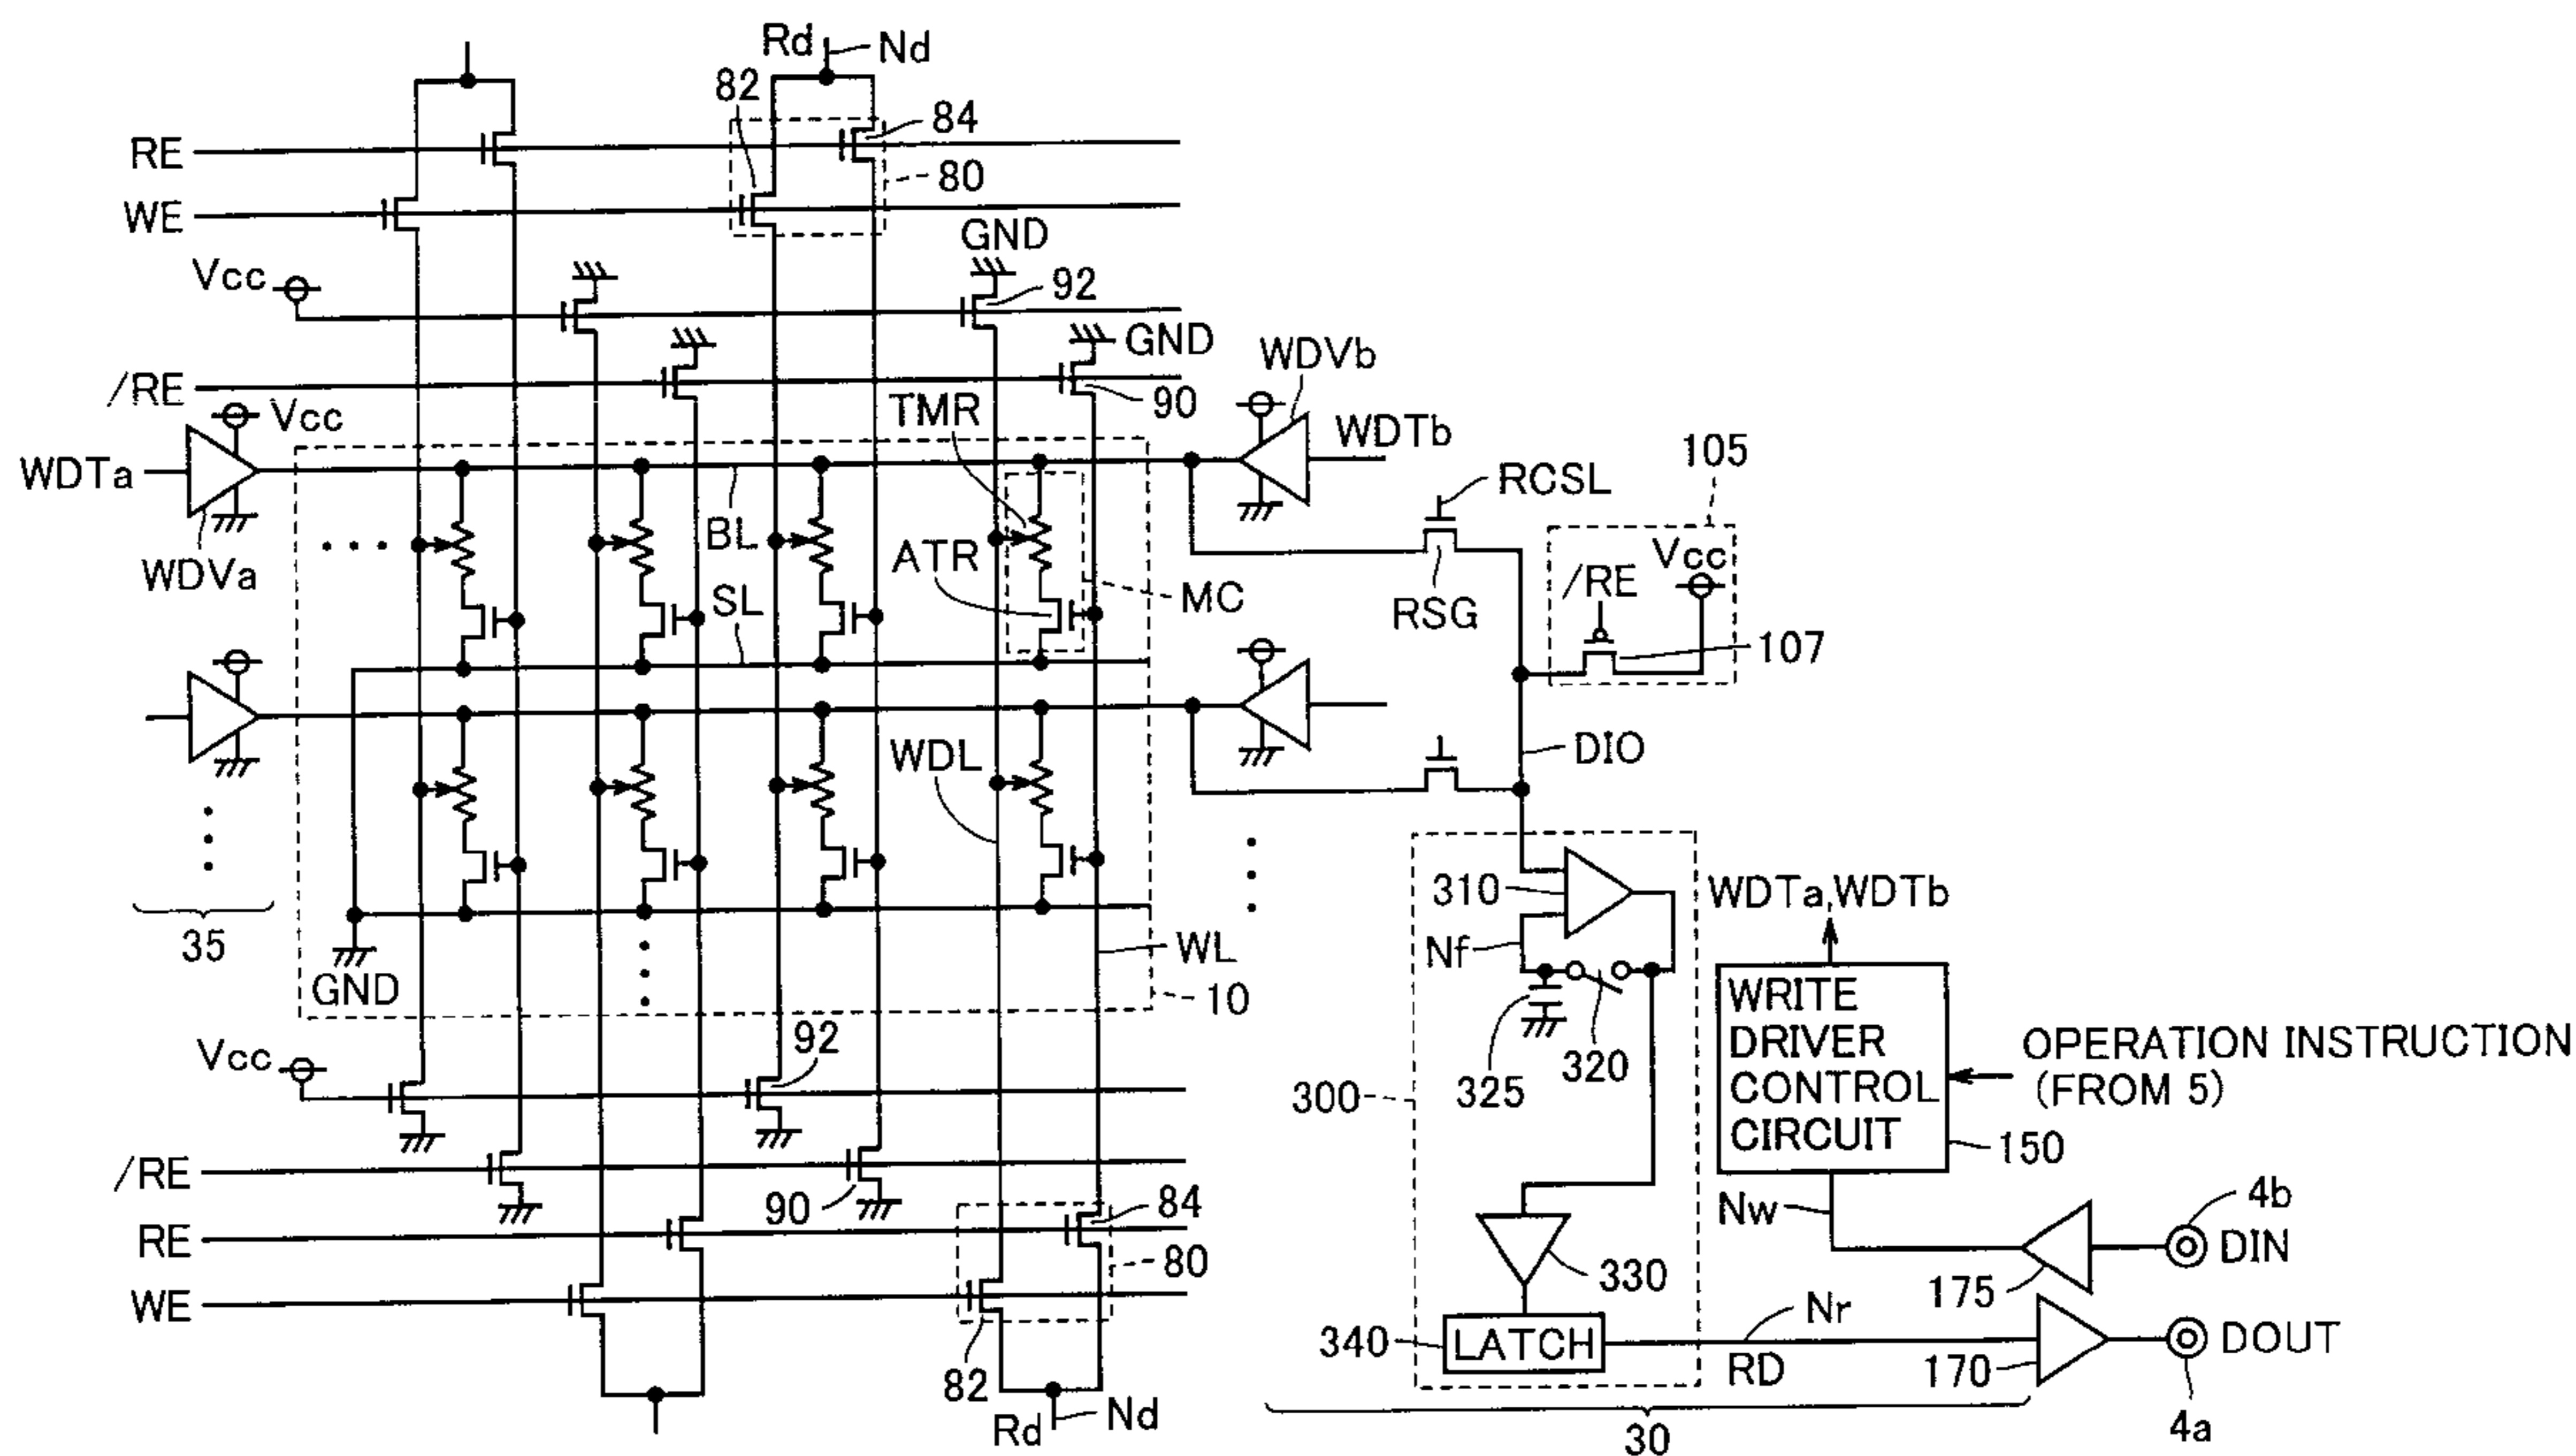 Rd
Nd
82
84
RE
80
WE
GND
Vcc
92
GND
WDVb
/RE
90
Vcc
TMR
WDTb
WDTa
105
RCSL
BL
WDVa
ATR
MC
SL
RSG
/RE
Vcc
107
DIO
WDL
310
WDTa,WDTb
35
Nf
WL
GND
10
WRITE
DRIVER
CONTROL
CIRCUIT
OPERATION INSTRUCTION
(FROM 5)
92
Vcc
325
320
300
150
/RE
90
84
4b
Nw
DIN
RE
80
330
175
WE
Nr
340
LATCH
DOUT
82
RD
170
Rd
Nd
30
4a